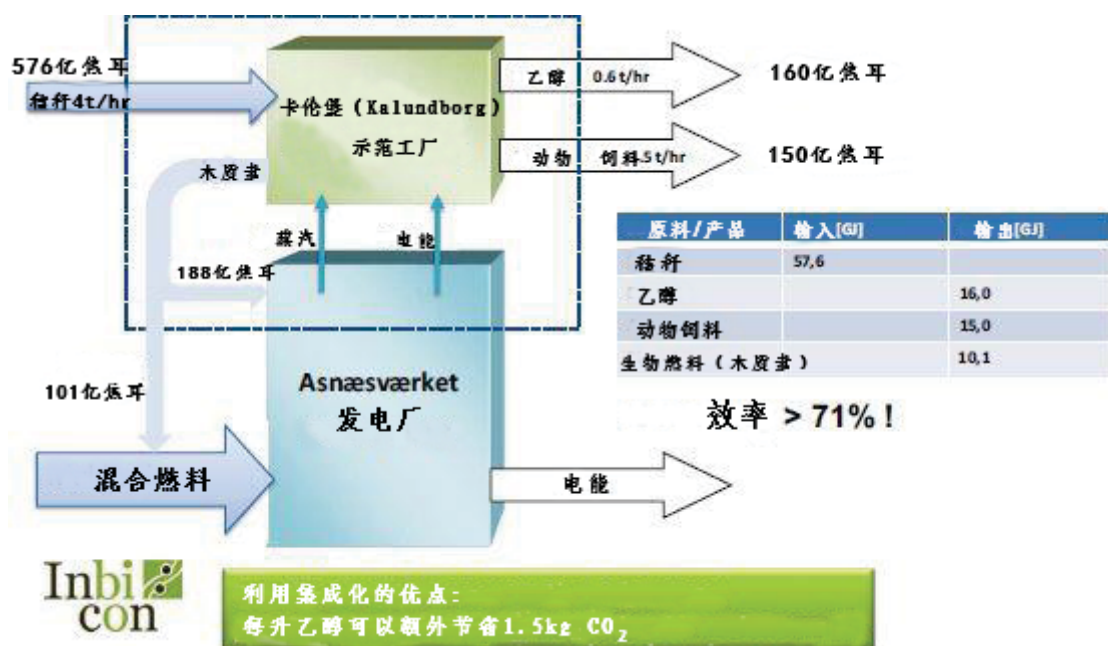 576亿焦耳
秸秆4t/hr
卡伦堡（Kalundborg）
示范工厂
乙醇 0.6t/hr
160亿焦耳
动物 饲料.5t/hr
150亿焦耳
木质素
蒸汽
电能
188亿焦耳
101亿焦耳
Asnæsværket
发电厂
混合燃料
电能
原料/产品 输入[GJ] 输出[GJ]
秸秆 57,6
乙醇 16,0
动物饲料 15,0
生物燃料（木质素） 10,1
效率 > 71% !
Inbi
con
利用集成化的优点:
每升乙醇可以额外节省1.5kg CO₂